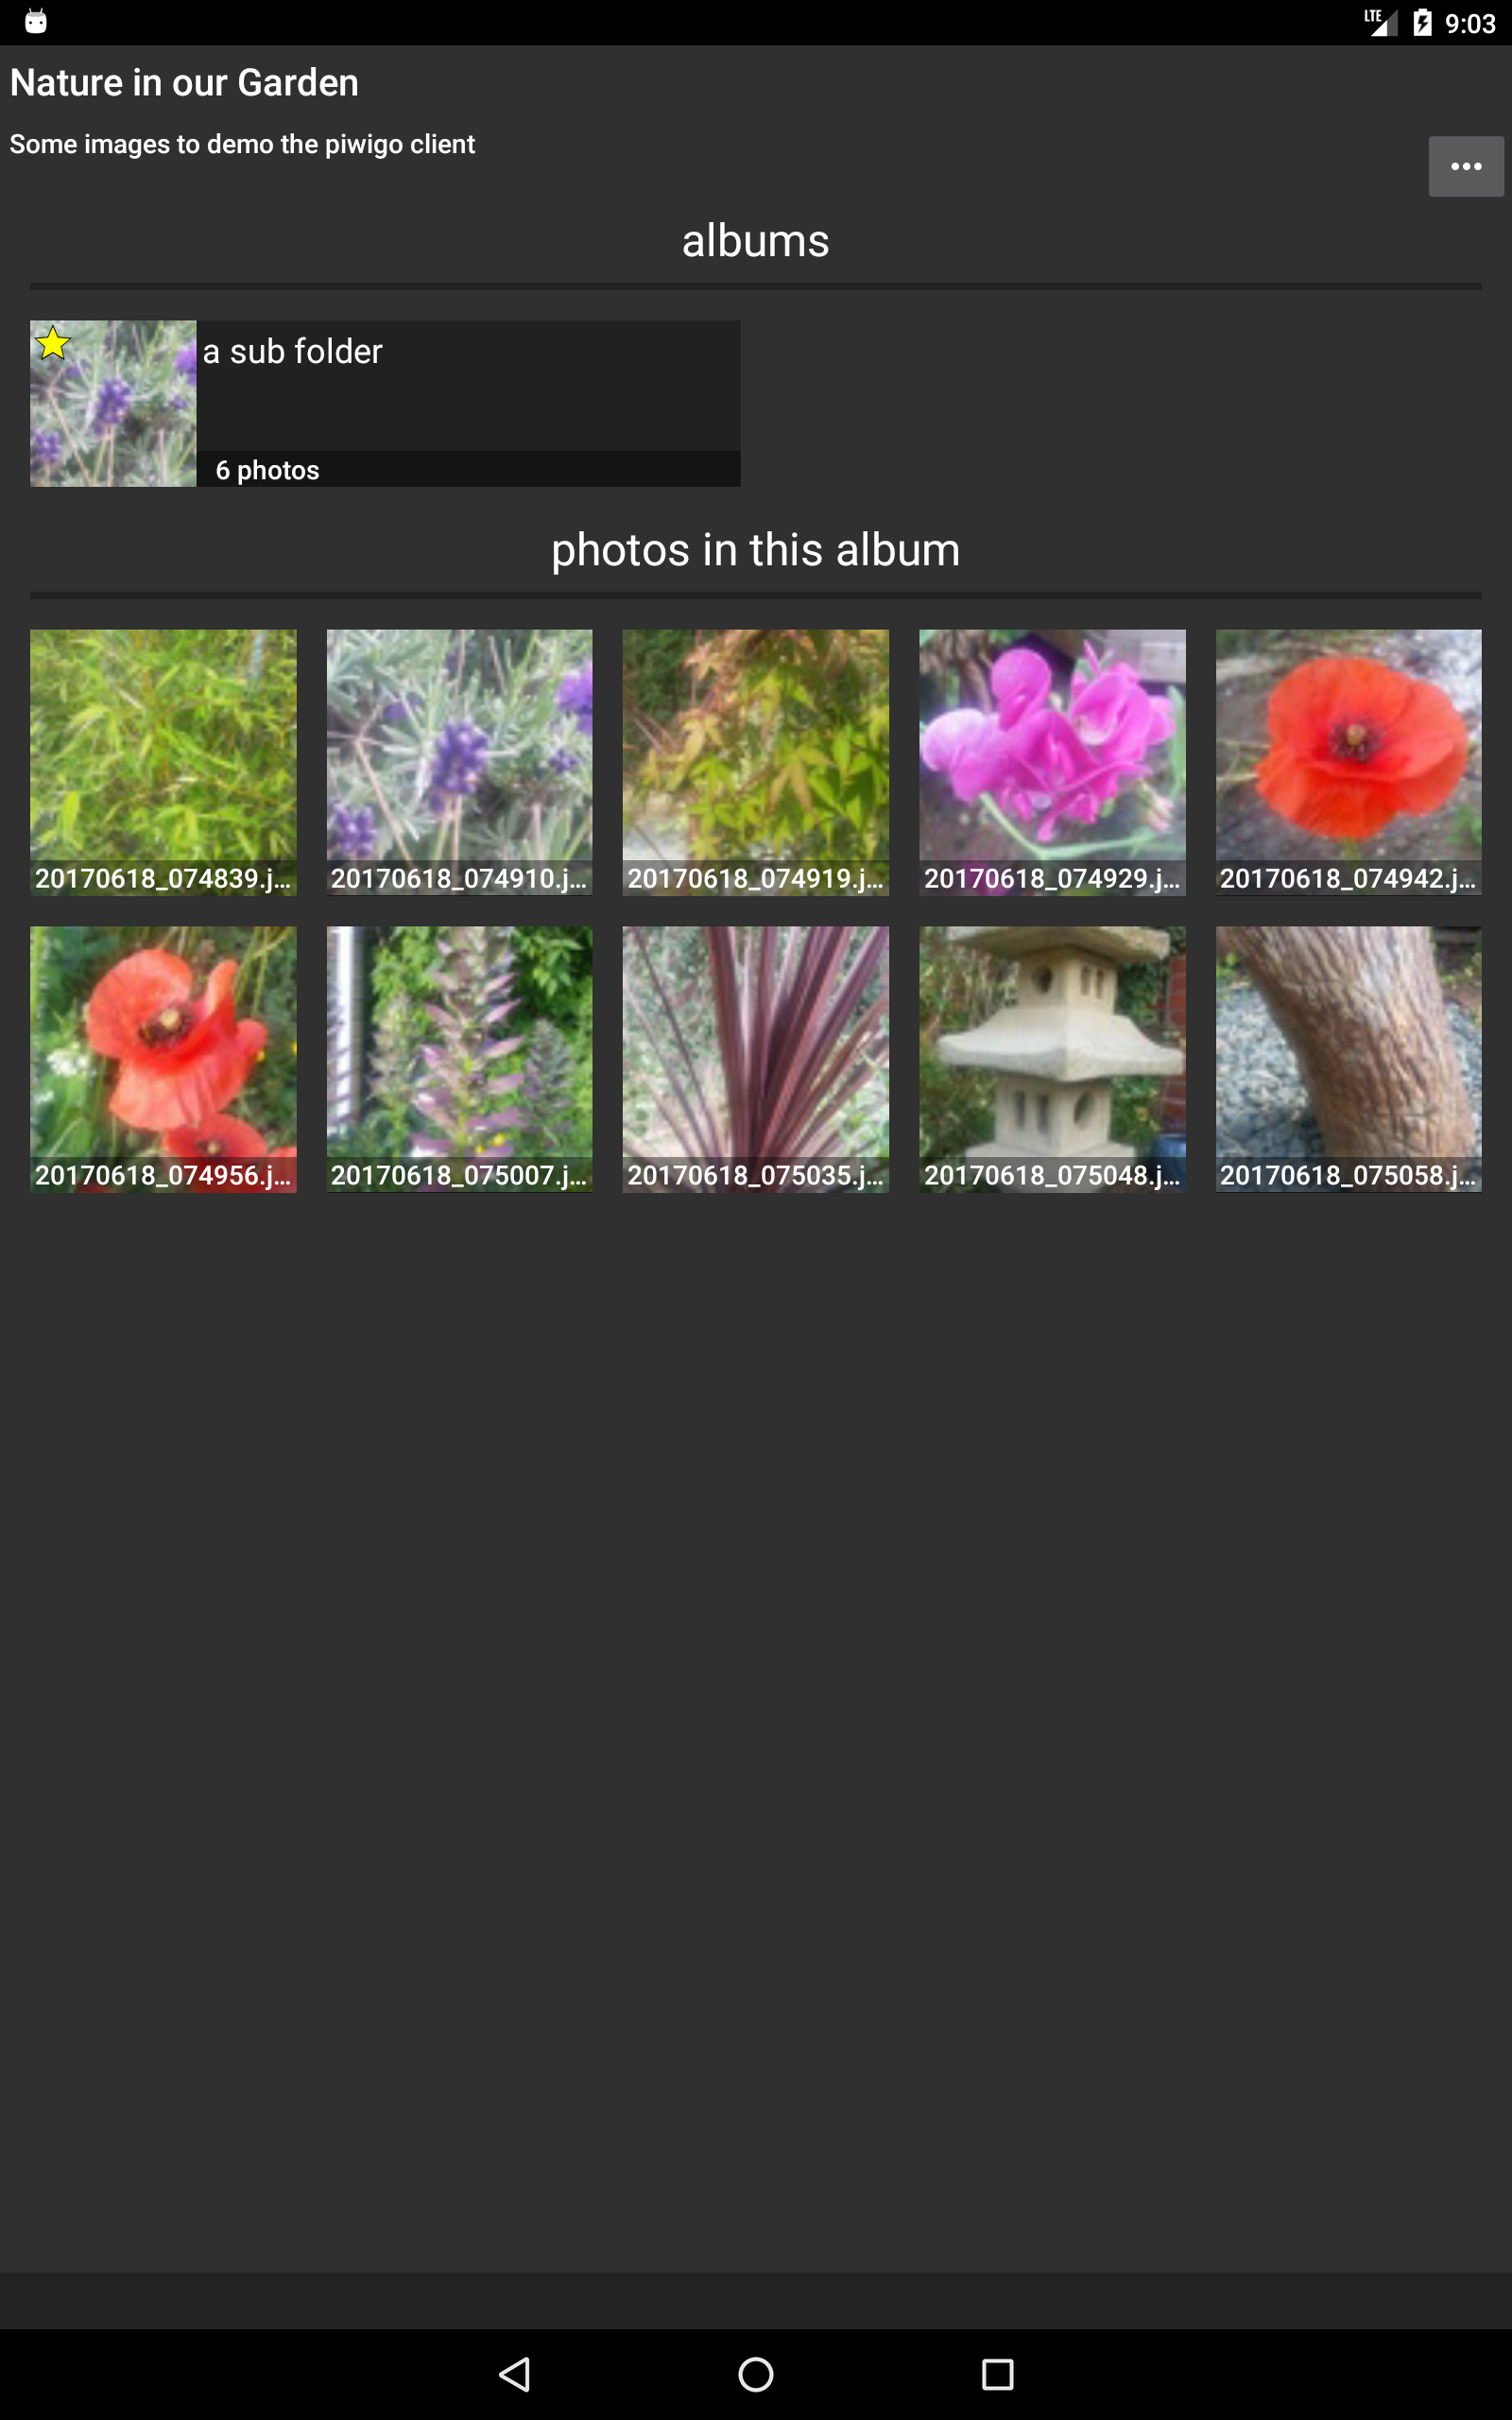 LTE 9:03
Nature in our Garden
Some images to demo the piwigo client
albums
a sub folder
6 photos
photos in this album
20170618_074839.j...
20170618_074910.j...
20170618_074919.j...
20170618_074929.j...
20170618_074942.j...
20170618_074956.j...
20170618_075007.j...
20170618_075035.j...
20170618_075048.j...
20170618_075058.j...